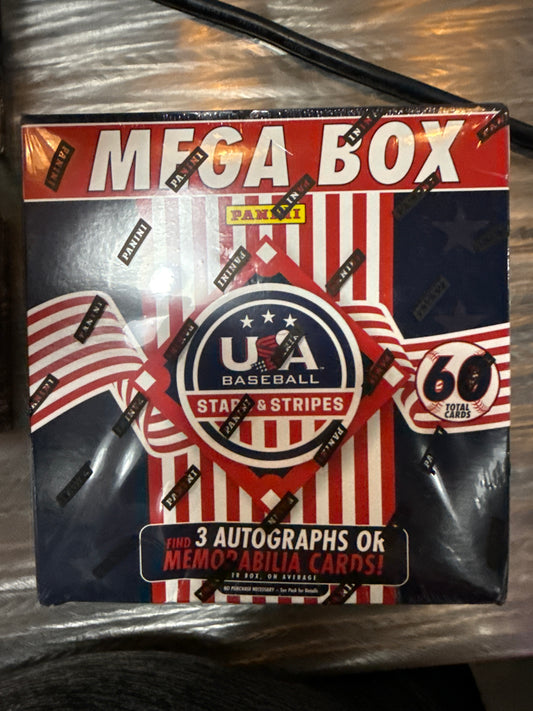 MEGA BOX
PANINI
USA
BASEBALL
STARS & STRIPES
60
TOTAL
CARDS
FIND 3 AUTOGRAPHS OR
MEMORABILIA CARDS!
PER BOX, ON AVERAGE
NO PURCHASE NECESSARY - See Pack for Details